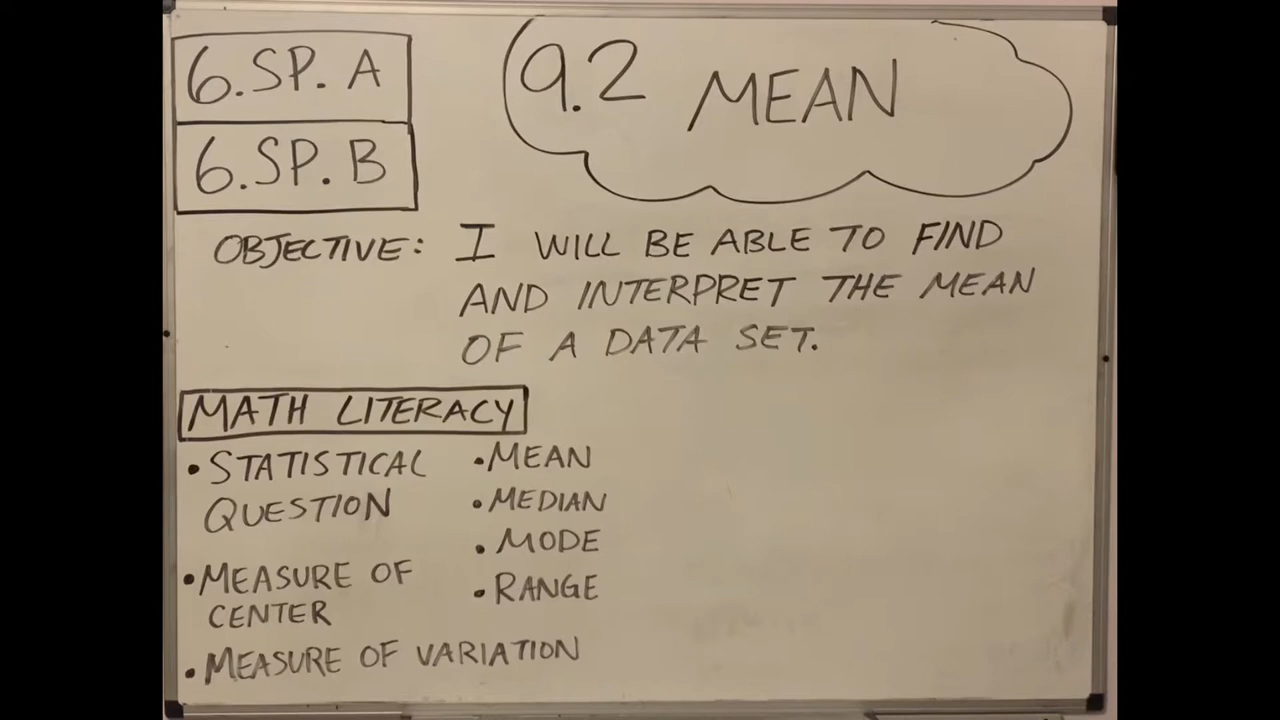 6.SP.A
6.SP.B
9.2 MEAN
OBJECTIVE: I WILL BE ABLE TO FIND
AND INTERPRET THE MEAN
OF A DATA SET.
MATH LITERACY
• STATISTICAL
QUESTION
• MEASURE OF
CENTER
• MEASURE OF VARIATION
• MEAN
• MEDIAN
• MODE
• RANGE